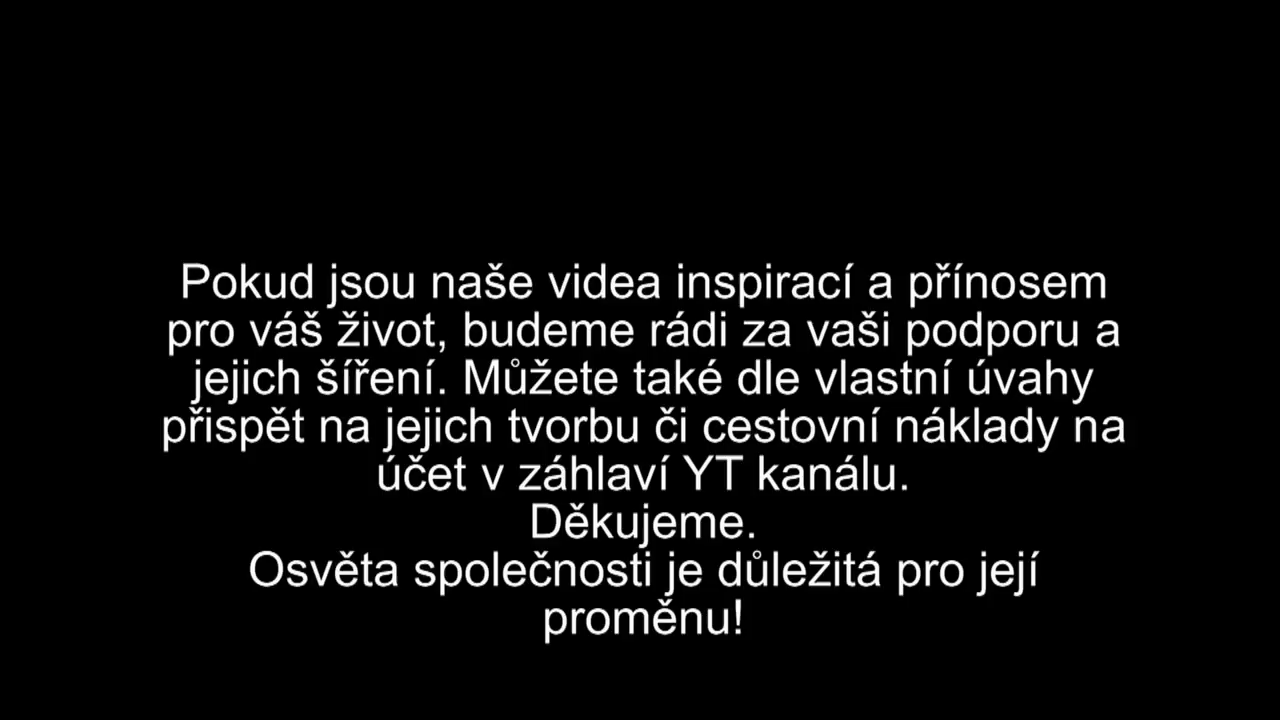 Pokud jsou naše videa inspirací a přínosem
pro váš život, budeme rádi za vaši podporu a
jejich šíření. Můžete také dle vlastní úvahy
přispět na jejich tvorbu či cestovní náklady na
účet v záhlaví YT kanálu.
Děkujeme.
Osvěta společnosti je důležitá pro její
proměnu!